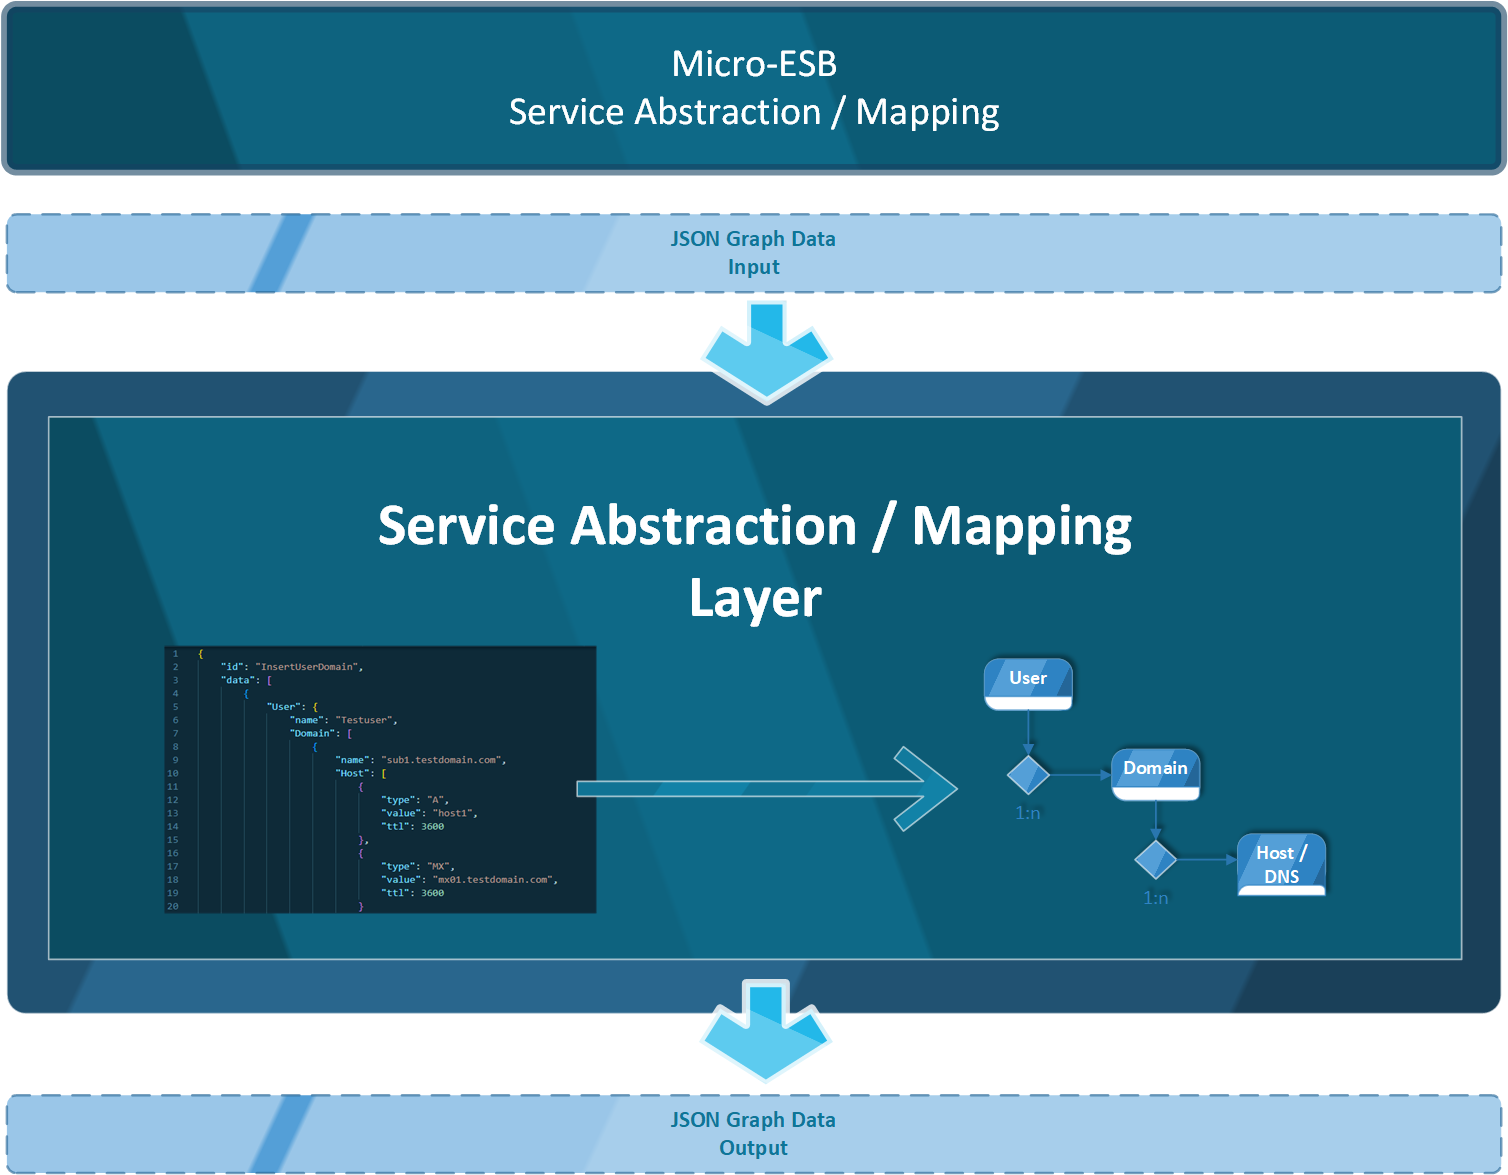 Micro-ESB
Service Abstraction / Mapping
JSON Graph Data
Input
Service Abstraction / Mapping
Layer
1 {
2 "id": "InsertUserDomain",
3 "data": [
4 {
5 "User": {
6 "name": "Testuser",
7 "Domain": [
8 {
9 "name": "sub1.testdomain.com",
10 "Host": [
11 {
12 "type": "A",
13 "value": "host1",
14 "ttl": 3600
15 },
16 {
17 "type": "MX",
18 "value": "mx01.testdomain.com",
19 "ttl": 3600
20 }
User
1:n
Domain
1:n
Host /
DNS
JSON Graph Data
Output